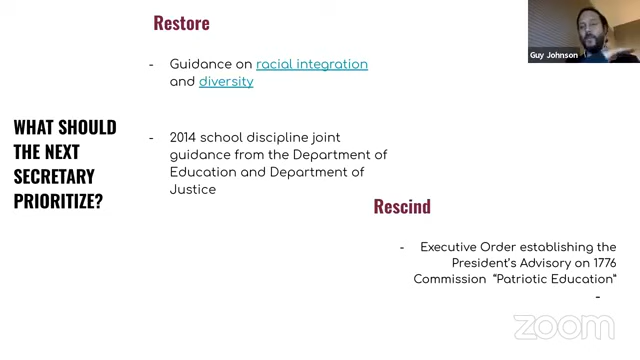 Restore
- Guidance on racial integration
and diversity
WHAT SHOULD
THE NEXT
SECRETARY
PRIORITIZE?
- 2014 school discipline joint
guidance from the Department of
Education and Department of
Justice
Rescind
- Executive Order establishing the
President's Advisory on 1776
Commission "Patriotic Education"
-
Guy Johnson
zoom